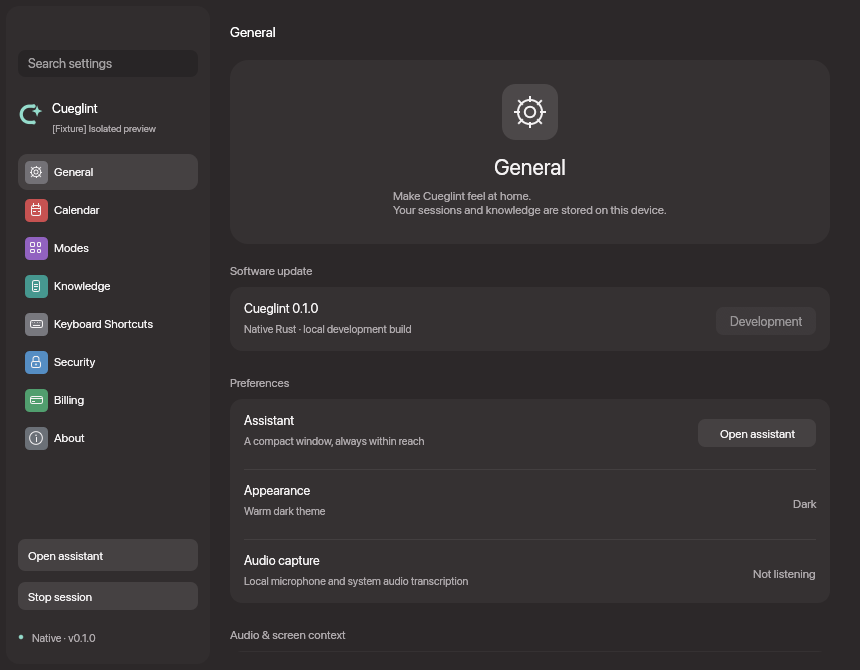 General
Search settings
Cueglint
[Fixture] Isolated preview
General
Calendar
Modes
Knowledge
Keyboard Shortcuts
Security
Billing
About
Open assistant
Stop session
Native · v0.1.0
General
Make Cueglint feel at home.
Your sessions and knowledge are stored on this device.
Software update
Cueglint 0.1.0
Native Rust · local development build
Development
Preferences
Assistant
A compact window, always within reach
Open assistant
Appearance
Warm dark theme
Dark
Audio capture
Local microphone and system audio transcription
Not listening
Audio & screen context